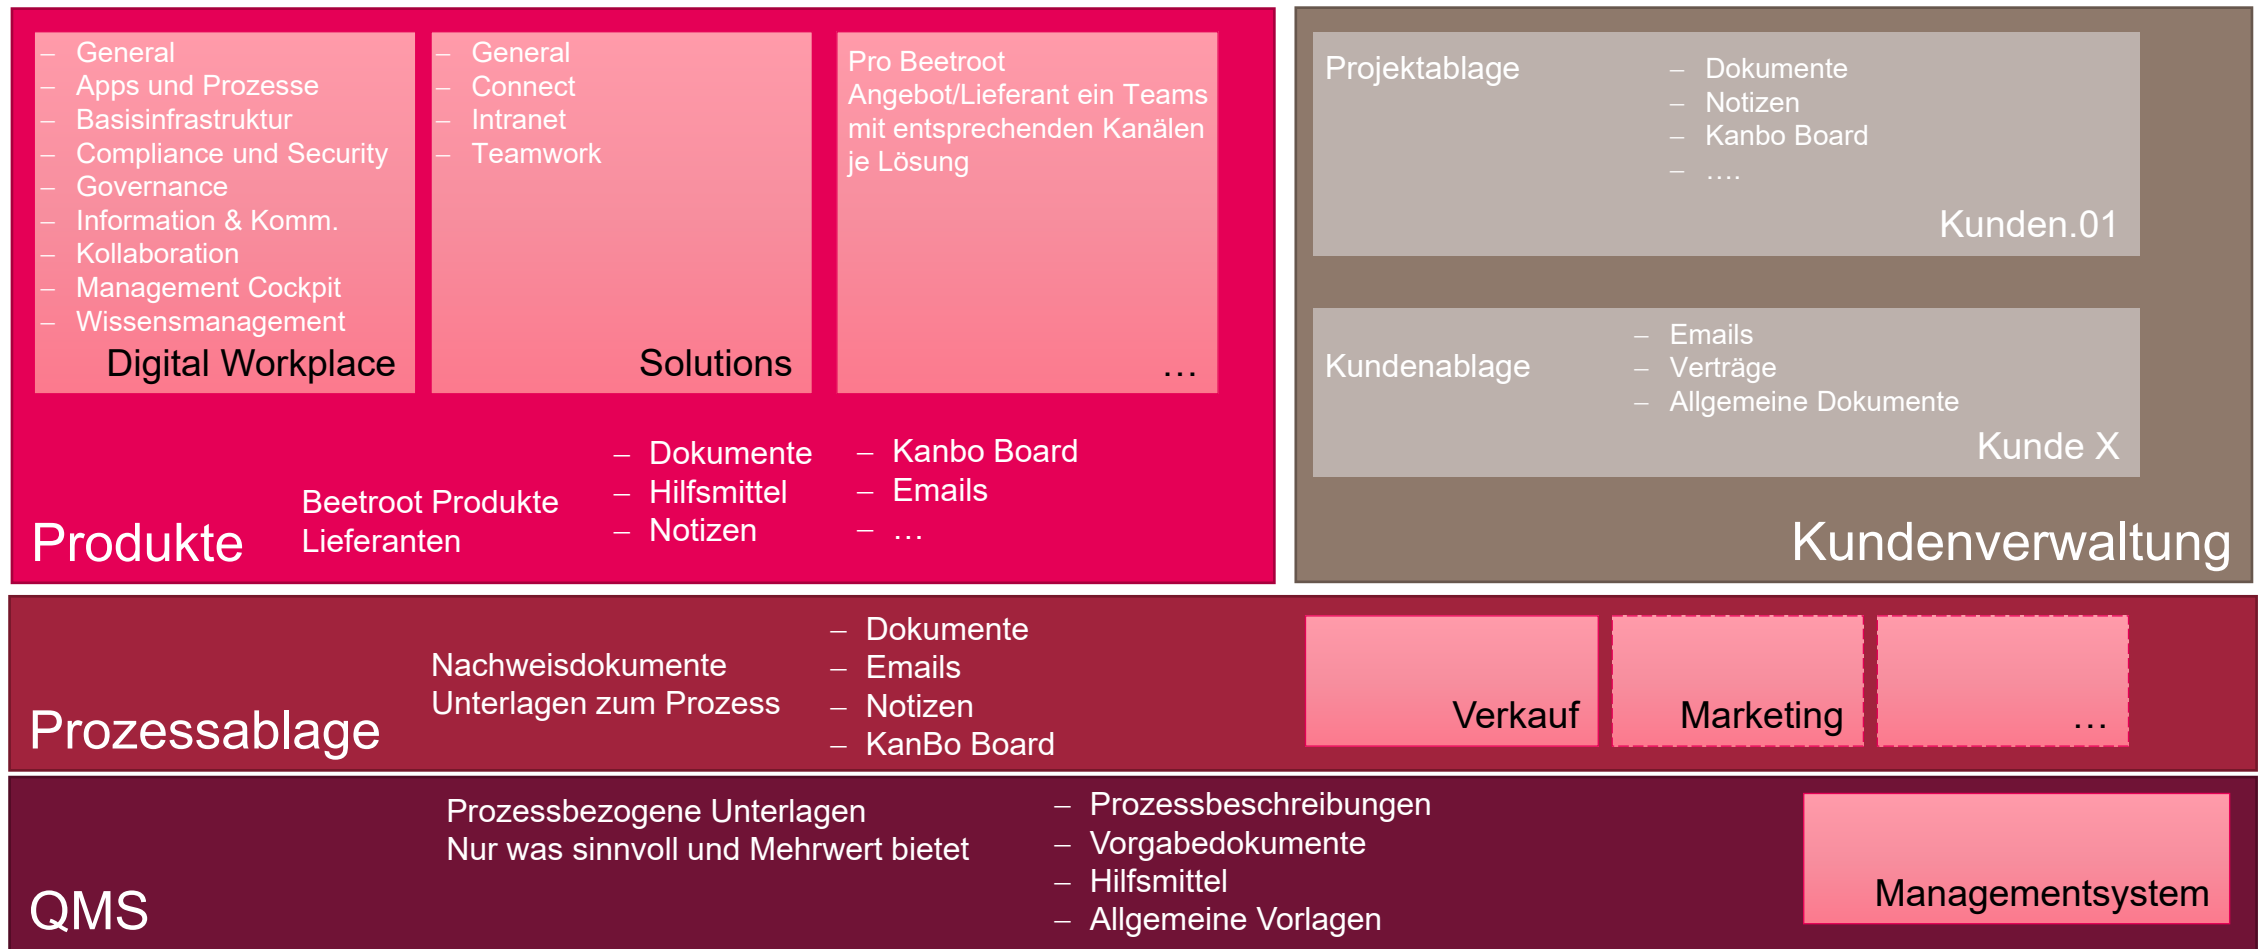 – General
– Apps und Prozesse
– Basisinfrastruktur
– Compliance und Security
– Governance
– Information & Komm.
– Kollaboration
– Management Cockpit
– Wissensmanagement
Digital Workplace
– General
– Connect
– Intranet
– Teamwork
Solutions
Pro Beetroot
Angebot/Lieferant ein Teams
mit entsprechenden Kanälen
je Lösung
…
Produkte
Beetroot Produkte
Lieferanten
– Dokumente
– Hilfsmittel
– Notizen
– Kanbo Board
– Emails
– …
Projektablage
– Dokumente
– Notizen
– Kanbo Board
– ….
Kunden.01
Kundenablage
– Emails
– Verträge
– Allgemeine Dokumente
Kunde X
Kundenverwaltung
Prozessablage
Nachweisdokumente
Unterlagen zum Prozess
– Dokumente
– Emails
– Notizen
– KanBo Board
Verkauf
Marketing
…
QMS
Prozessbezogene Unterlagen
Nur was sinnvoll und Mehrwert bietet
– Prozessbeschreibungen
– Vorgabedokumente
– Hilfsmittel
– Allgemeine Vorlagen
Managementsystem